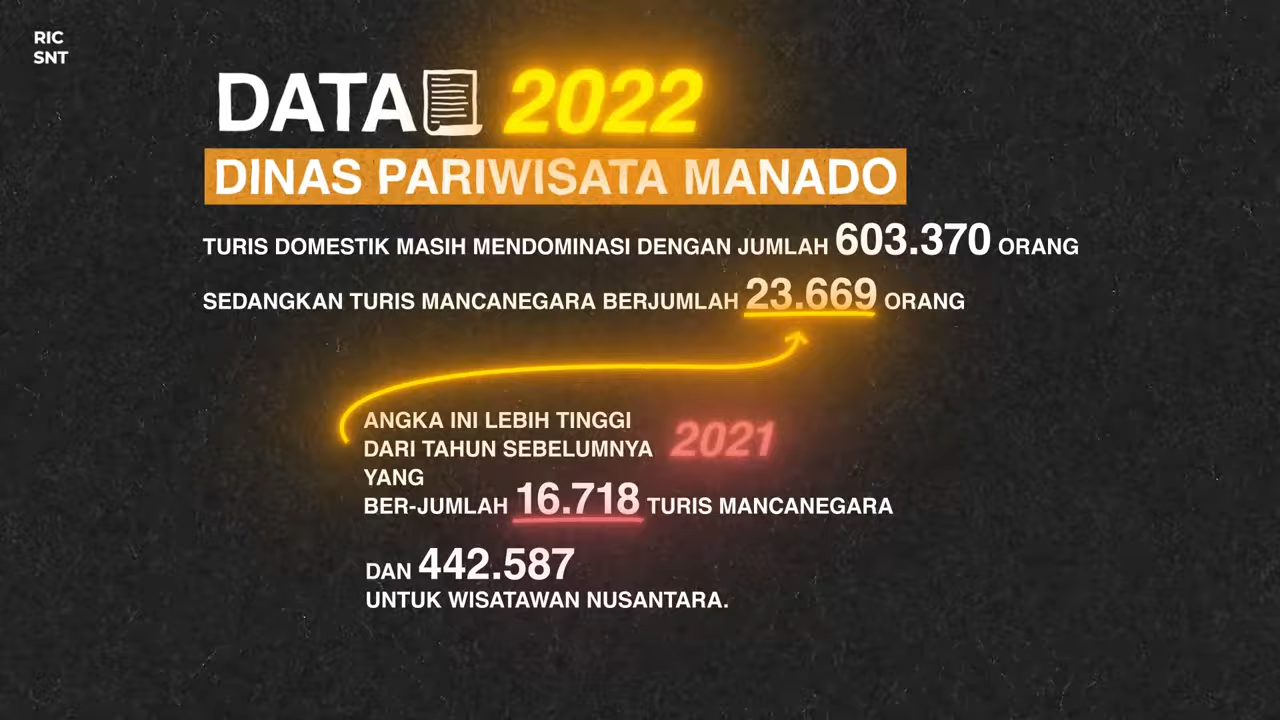 RIC
SNT
DATA 2022
DINAS PARIWISATA MANADO
TURIS DOMESTIK MASIH MENDOMINASI DENGAN JUMLAH 603.370 ORANG
SEDANGKAN TURIS MANCANEGARA BERJUMLAH 23.669 ORANG
ANGKA INI LEBIH TINGGI
DARI TAHUN SEBELUMNYA 2021
YANG
BER-JUMLAH 16.718 TURIS MANCANEGARA
DAN 442.587
UNTUK WISATAWAN NUSANTARA.